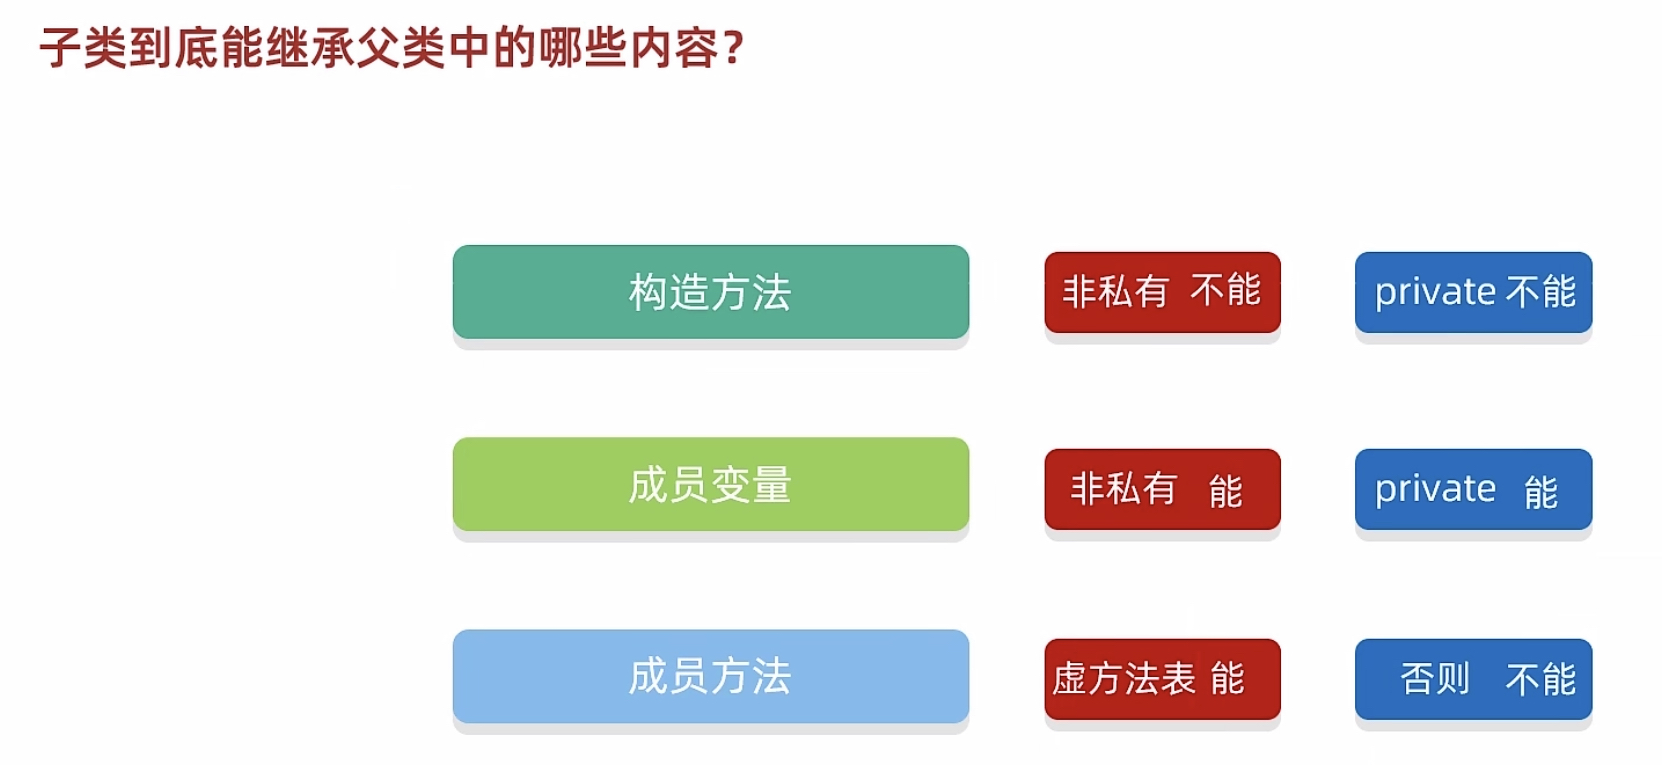 子类到底能继承父类中的哪些内容？
构造方法 非私有 不能 private 不能
成员变量 非私有 能 private 能
成员方法 虚方法表 能 否则 不能